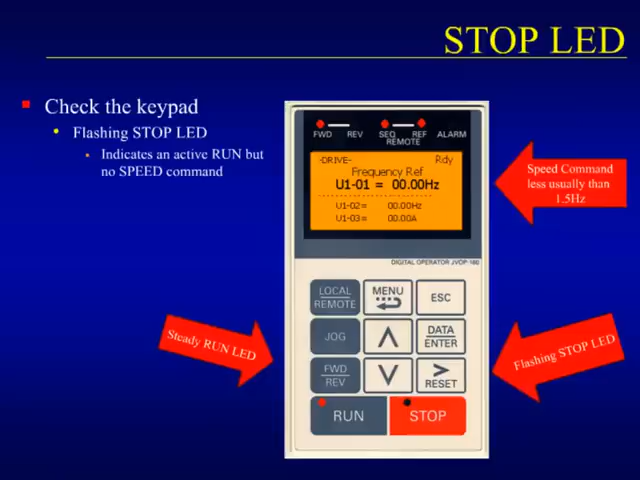 STOP LED
Check the keypad
Flashing STOP LED
Indicates an active RUN but
no SPEED command
FWD REV SEQ REF ALARM
REMOTE
-DRIVE- Rdy
Frequency Ref
U1-01 = 00.00Hz
U1-02= 00.00Hz
U1-03= 00.00A
DIGITAL OPERATOR JVOP-160
LOCAL
REMOTE
MENU
ESC
JOG
DATA
ENTER
FWD
REV
RESET
RUN
STOP
Speed Command
less usually than
1.5Hz
Steady RUN LED
Flashing STOP LED